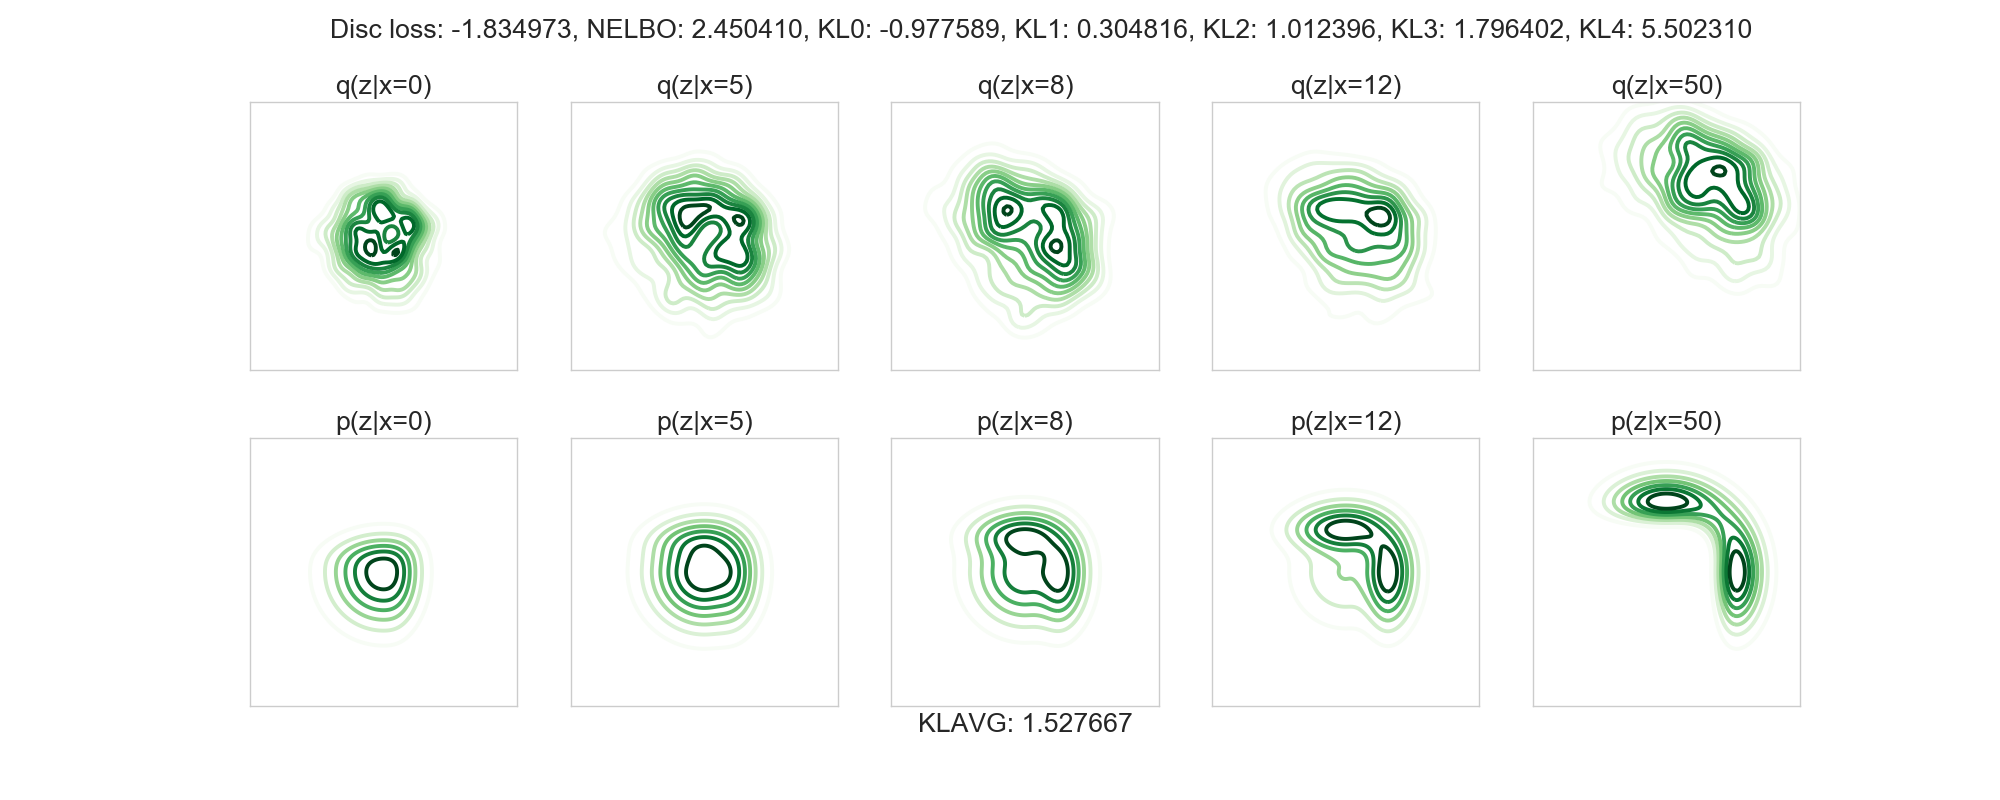 Disc loss: -1.834973, NELBO: 2.450410, KL0: -0.977589, KL1: 0.304816, KL2: 1.012396, KL3: 1.796402, KL4: 5.502310
q(z|x=0) q(z|x=5) q(z|x=8) q(z|x=12) q(z|x=50)
p(z|x=0) p(z|x=5) p(z|x=8) p(z|x=12) p(z|x=50)
KLAVG: 1.527667